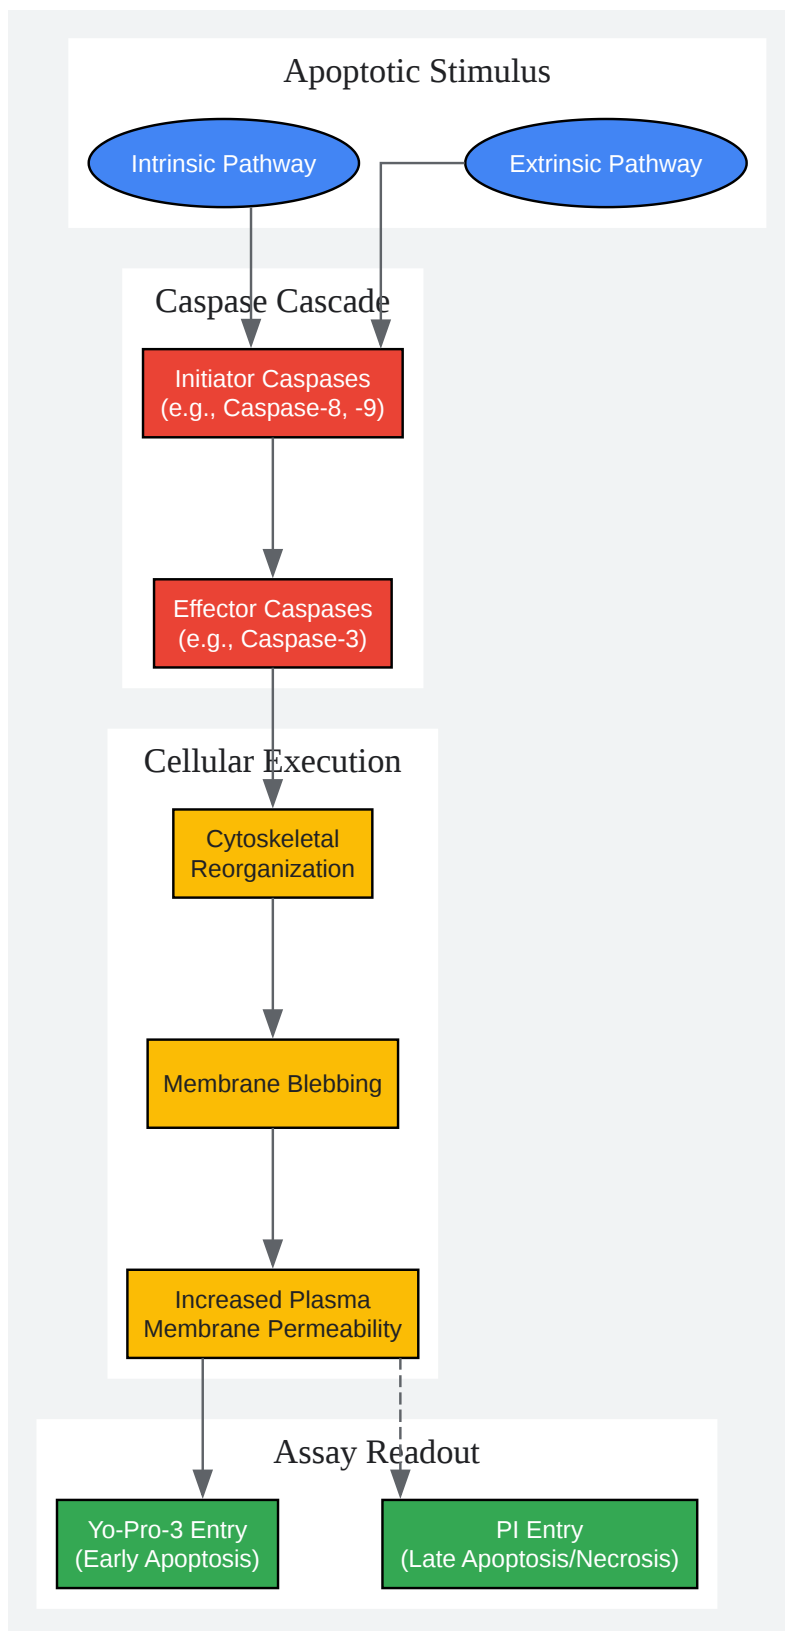 Apoptotic Stimulus
Intrinsic Pathway
Extrinsic Pathway
Caspase Cascade
Initiator Caspases
(e.g., Caspase-8, -9)
Effector Caspases
(e.g., Caspase-3)
Cellular Execution
Cytoskeletal
Reorganization
Membrane Blebbing
Increased Plasma
Membrane Permeability
Assay Readout
Yo-Pro-3 Entry
(Early Apoptosis)
PI Entry
(Late Apoptosis/Necrosis)